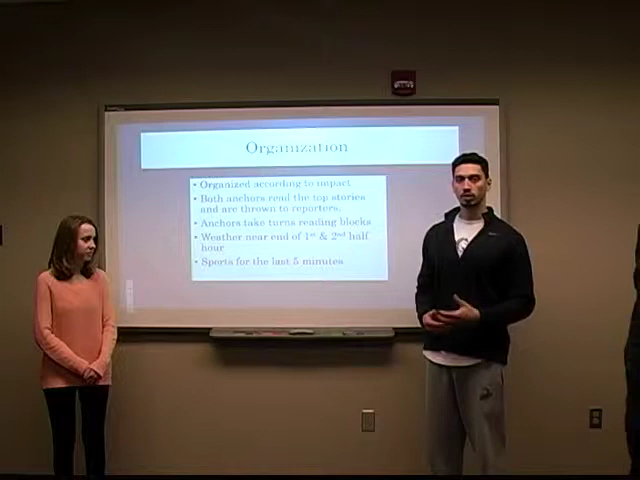 Organization
• Organized according to impact
• Both anchors read the top stories
and are thrown to reporters.
• Anchors take turns reading blocks
• Weather near end of 1st & 2nd half
hour
• Sports for the last 5 minutes